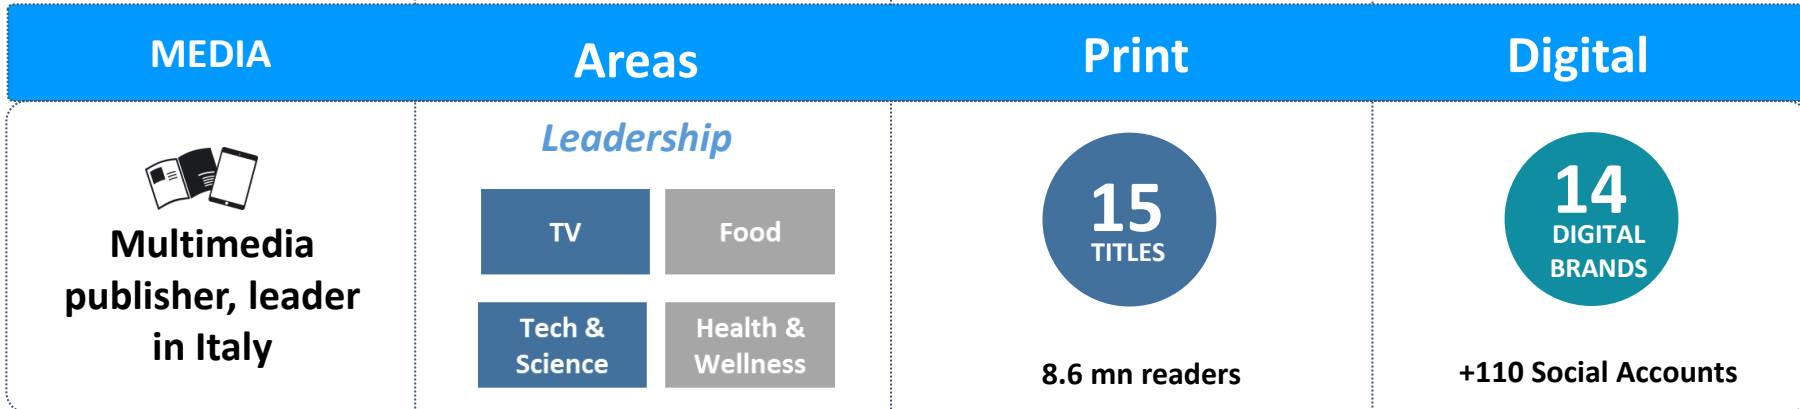 MEDIA
Areas
Print
Digital
Multimedia
publisher, leader
in Italy
Leadership
TV
Food
Tech &
Science
Health &
Wellness
15
TITLES
8.6 mn readers
14
DIGITAL
BRANDS
+110 Social Accounts